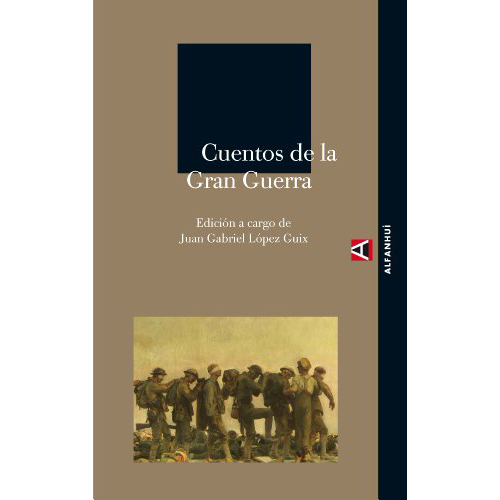 Cuentos de la
Gran Guerra
Edición a cargo de
Juan Gabriel López Guix
A
ALFANHUÍ